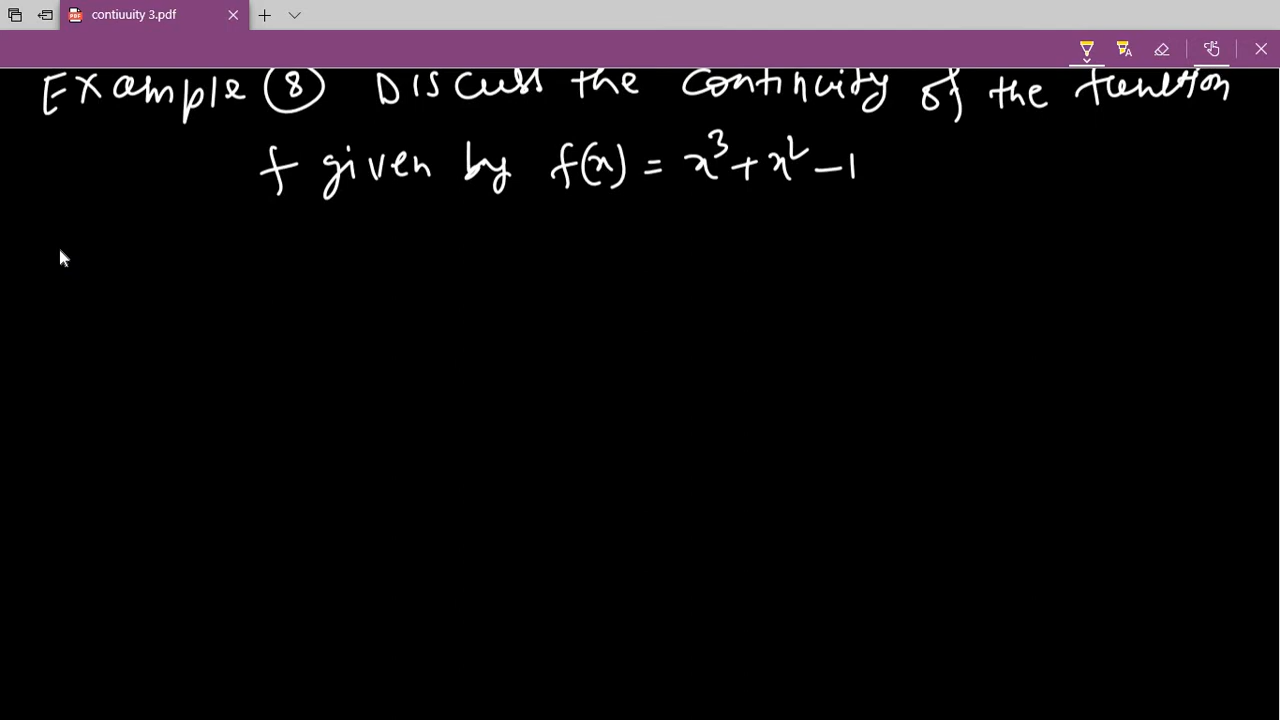 contiuuity 3.pdf
Example ⑧ Discuss the continuity of the function
f given by f(x) = x³ + x² − 1